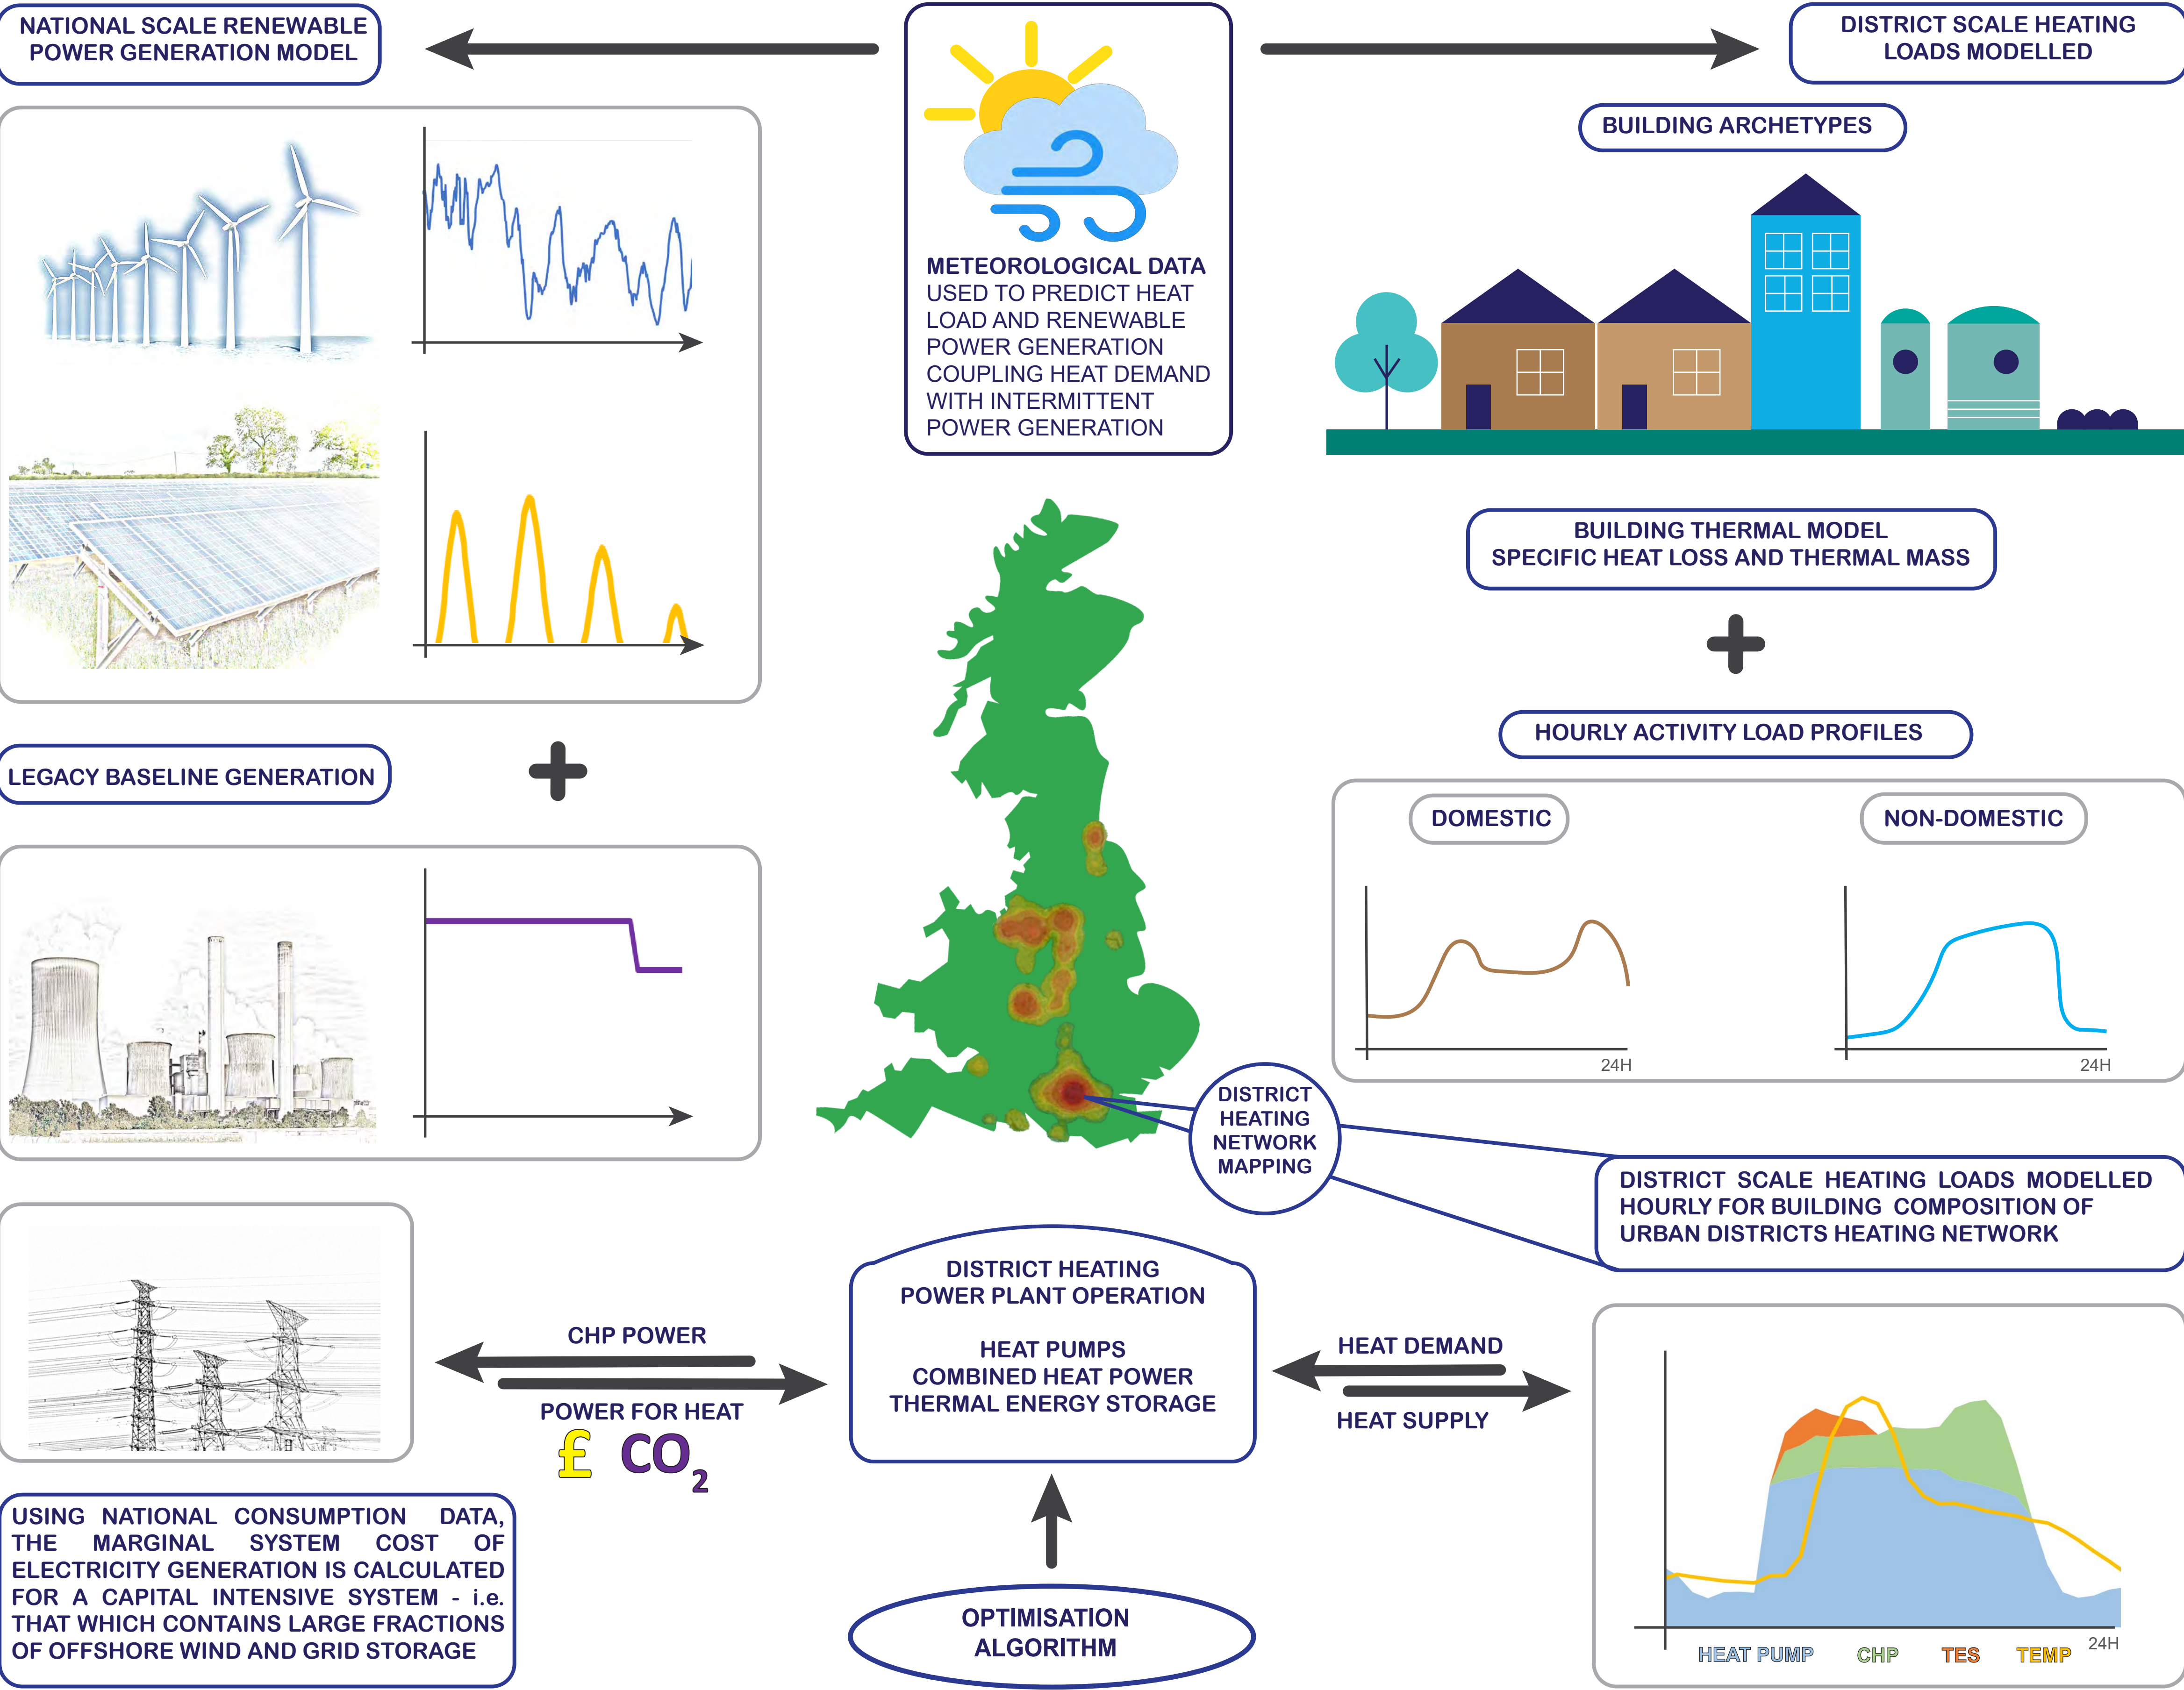 NATIONAL SCALE RENEWABLE
POWER GENERATION MODEL
DISTRICT SCALE HEATING
LOADS MODELLED
BUILDING ARCHETYPES
METEOROLOGICAL DATA
USED TO PREDICT HEAT
LOAD AND RENEWABLE
POWER GENERATION
COUPLING HEAT DEMAND
WITH INTERMITTENT
POWER GENERATION
BUILDING THERMAL MODEL
SPECIFIC HEAT LOSS AND THERMAL MASS
HOURLY ACTIVITY LOAD PROFILES
LEGACY BASELINE GENERATION
DOMESTIC
NON-DOMESTIC
24H
24H
DISTRICT
HEATING
NETWORK
MAPPING
DISTRICT SCALE HEATING LOADS MODELLED
HOURLY FOR BUILDING COMPOSITION OF
URBAN DISTRICTS HEATING NETWORK
DISTRICT HEATING
POWER PLANT OPERATION
HEAT PUMPS
COMBINED HEAT POWER
THERMAL ENERGY STORAGE
CHP POWER
POWER FOR HEAT
£ CO₂
HEAT DEMAND
HEAT SUPPLY
USING NATIONAL CONSUMPTION DATA,
THE MARGINAL SYSTEM COST OF
ELECTRICITY GENERATION IS CALCULATED
FOR A CAPITAL INTENSIVE SYSTEM - i.e.
THAT WHICH CONTAINS LARGE FRACTIONS
OF OFFSHORE WIND AND GRID STORAGE
OPTIMISATION
ALGORITHM
HEAT PUMP CHP TES TEMP 24H